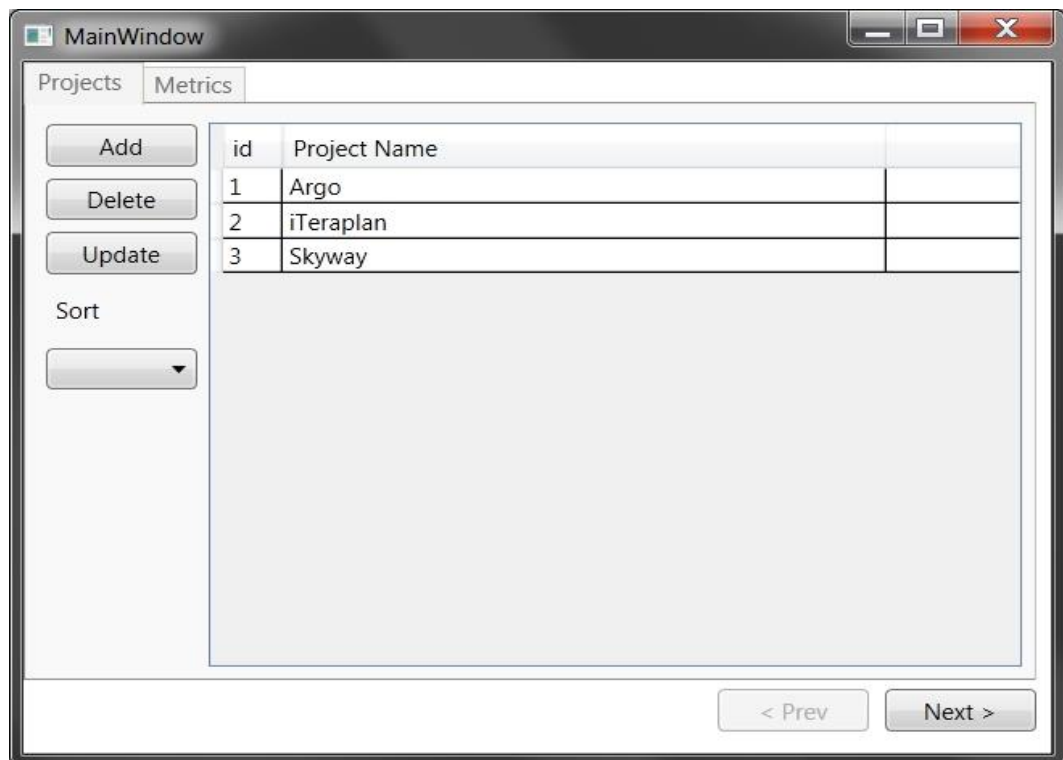 MainWindow
Projects Metrics
Add
Delete
Update
Sort
id Project Name
1 Argo
2 iTeraplan
3 Skyway
< Prev Next >